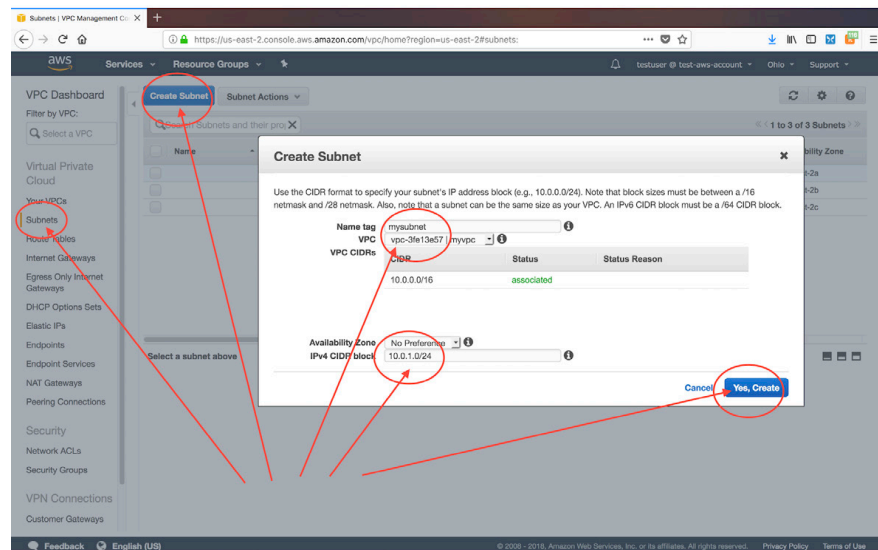 Subnets | VPC Management Co
https://us-east-2.console.aws.amazon.com/vpc/home?region=us-east-2#subnets:
aws
Services
Resource Groups
testuser @ test-aws-account
Ohio
Support
VPC Dashboard
Filter by VPC:
Select a VPC
Virtual Private
Cloud
Your VPCs
Subnets
Route Tables
Internet Gateways
Egress Only Internet
Gateways
DHCP Options Sets
Elastic IPs
Endpoints
Endpoint Services
NAT Gateways
Peering Connections
Security
Network ACLs
Security Groups
VPN Connections
Customer Gateways
Create Subnet
Subnet Actions
Search Subnets and their prop
1 to 3 of 3 Subnets
Name
bility Zone
t-2a
t-2b
t-2c
Select a subnet above
Create Subnet
Use the CIDR format to specify your subnet's IP address block (e.g., 10.0.0.0/24). Note that block sizes must be between a /16
netmask and /28 netmask. Also, note that a subnet can be the same size as your VPC. An IPv6 CIDR block must be a /64 CIDR block.
Name tag mysubnet
VPC vpc-3fe13e57 | myvpc
VPC CIDRs
CIDR Status Status Reason
10.0.0.0/16 associated
Availability Zone No Preference
IPv4 CIDR block 10.0.1.0/24
Cancel Yes, Create
Feedback English (US)
© 2008 - 2018, Amazon Web Services, Inc. or its affiliates. All rights reserved. Privacy Policy Terms of Use